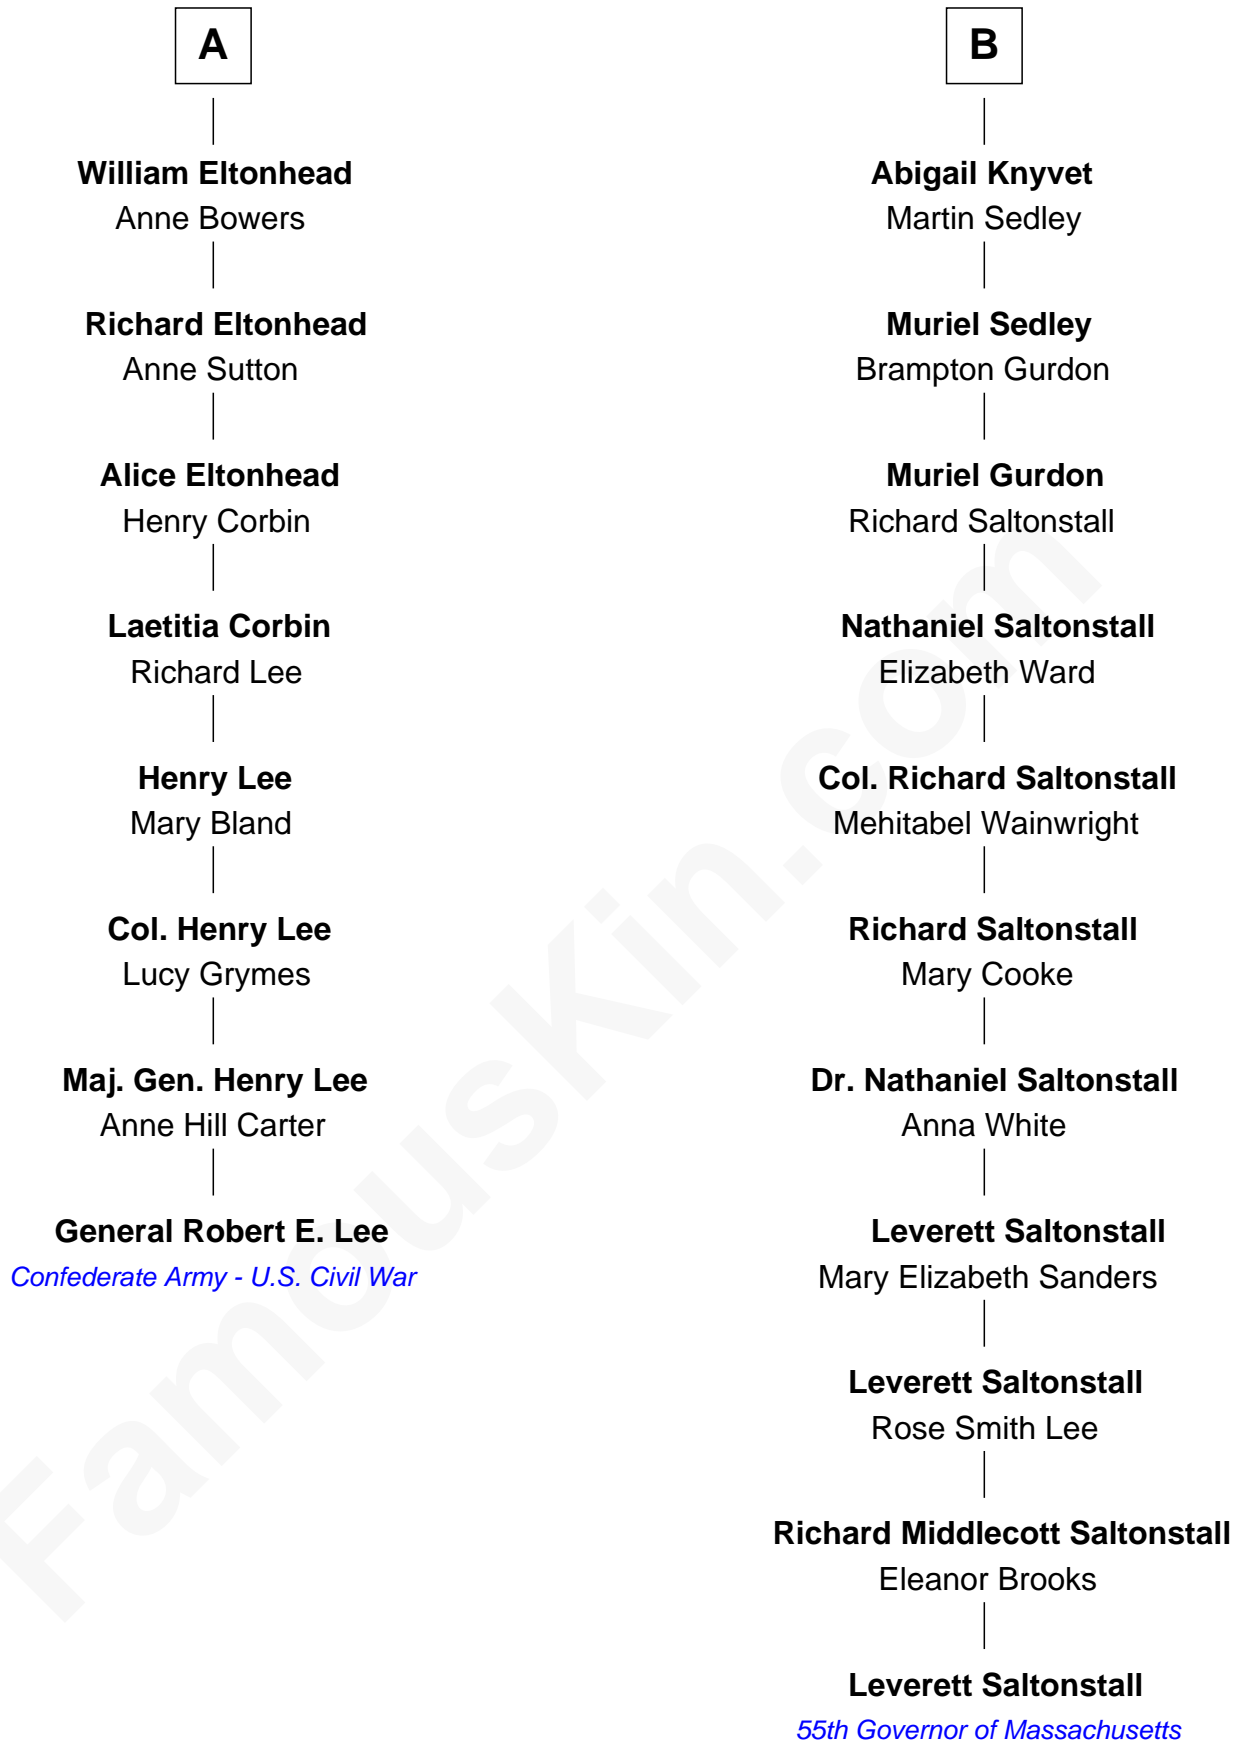 A
William Eltonhead
Anne Bowers
Richard Eltonhead
Anne Sutton
Alice Eltonhead
Henry Corbin
Laetitia Corbin
Richard Lee
Henry Lee
Mary Bland
Col. Henry Lee
Lucy Grymes
Maj. Gen. Henry Lee
Anne Hill Carter
General Robert E. Lee
Confederate Army - U.S. Civil War
B
Abigail Knyvet
Martin Sedley
Muriel Sedley
Brampton Gurdon
Muriel Gurdon
Richard Saltonstall
Nathaniel Saltonstall
Elizabeth Ward
Col. Richard Saltonstall
Mehitabel Wainwright
Richard Saltonstall
Mary Cooke
Dr. Nathaniel Saltonstall
Anna White
Leverett Saltonstall
Mary Elizabeth Sanders
Leverett Saltonstall
Rose Smith Lee
Richard Middlecott Saltonstall
Eleanor Brooks
Leverett Saltonstall
55th Governor of Massachusetts
FamousKin.com